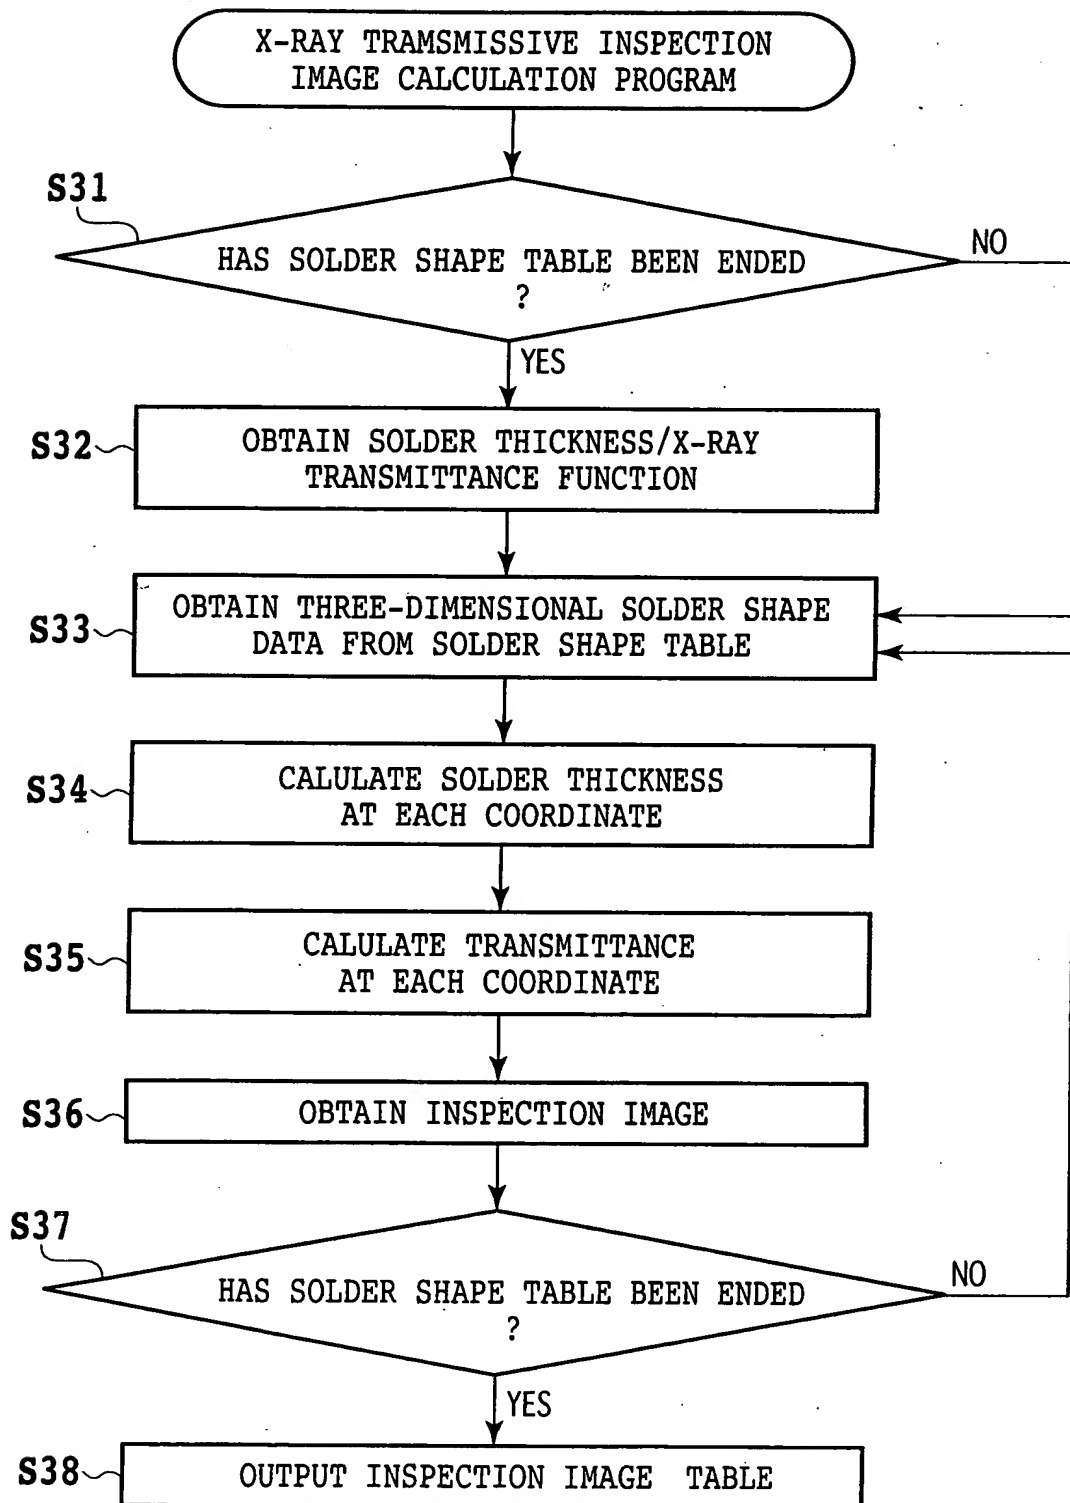 X-RAY TRAMSMISSIVE INSPECTION
IMAGE CALCULATION PROGRAM
S31
HAS SOLDER SHAPE TABLE BEEN ENDED
?
NO
YES
S32
OBTAIN SOLDER THICKNESS/X-RAY
TRANSMITTANCE FUNCTION
S33
OBTAIN THREE-DIMENSIONAL SOLDER SHAPE
DATA FROM SOLDER SHAPE TABLE
S34
CALULATE SOLDER THICKNESS
AT EACH COORDINATE
S35
CALULATE TRANSMITTANCE
AT EACH COORDINATE
S36
OBTAIN INSPECTION IMAGE
S37
HAS SOLDER SHAPE TABLE BEEN ENDED
?
NO
YES
S38
OUTPUT INSPECTION IMAGE TABLE